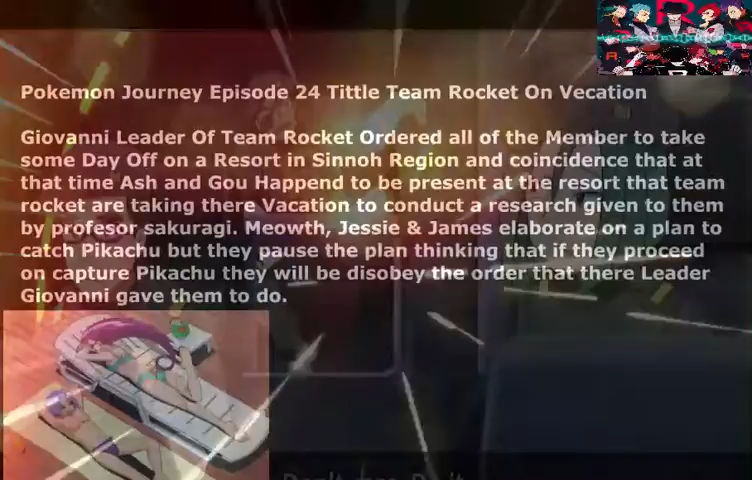 Pokemon Journey Episode 24 Tittle Team Rocket On Vecation
Giovanni Leader Of Team Rocket Ordered all of the Member to take
some Day Off on a Resort in Sinnoh Region and coincidence that at
that time Ash and Gou Happend to be present at the resort that team
rocket are taking there Vacation to conduct a research given to them
by profesor sakuragi. Meowth, Jessie & James elaborate on a plan to
catch Pikachu but they pause the plan thinking that if they proceed
on capture Pikachu they will be disobey the order that there Leader
Giovanni gave them to do.